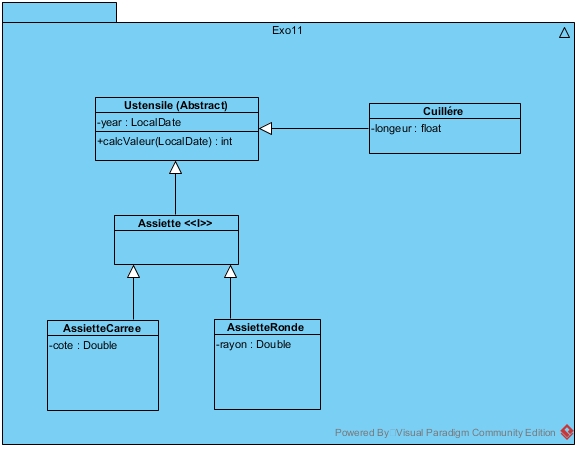 Exo11
Ustensile (Abstract)
-year : LocalDate
+calcValeur(LocalDate) : int
Cuillére
-longeur : float
Assiette <<I>>
AssietteCarree
-cote : Double
AssietteRonde
-rayon : Double
Powered By Visual Paradigm Community Edition